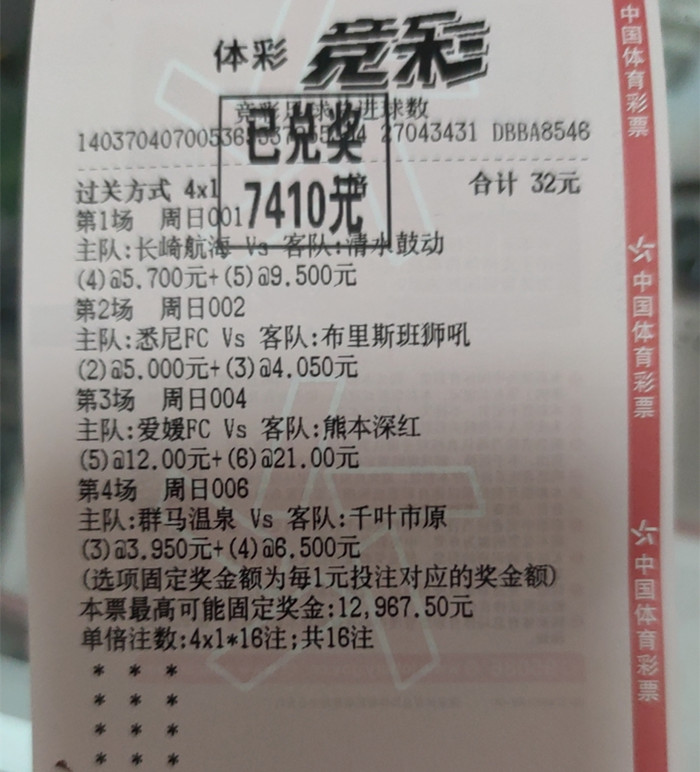 体彩 竞彩
竞彩足球 进球数
27043431 DBBA8546
已兑奖
7410元
过关方式 4x1 合计 32元
第1场 周日001
主队:长崎航海 Vs 客队:清水鼓动
(4)@5.700元+(5)@9.500元
第2场 周日002
主队:悉尼FC Vs 客队:布里斯班狮吼
(2)@5.000元+(3)@4.050元
第3场 周日004
主队:爱媛FC Vs 客队:熊本深红
(5)@12.00元+(6)@21.00元
第4场 周日006
主队:群马温泉 Vs 客队:千叶市原
(3)@3.950元+(4)@6.500元
(选项固定奖金额为每1元投注对应的奖金额)
本票最高可能固定奖金:12,967.50元
单倍注数:4x1*16注;共16注
* * *
* * *
* * *
* * *
中国体育彩票
中国体育彩票
中国体育彩票